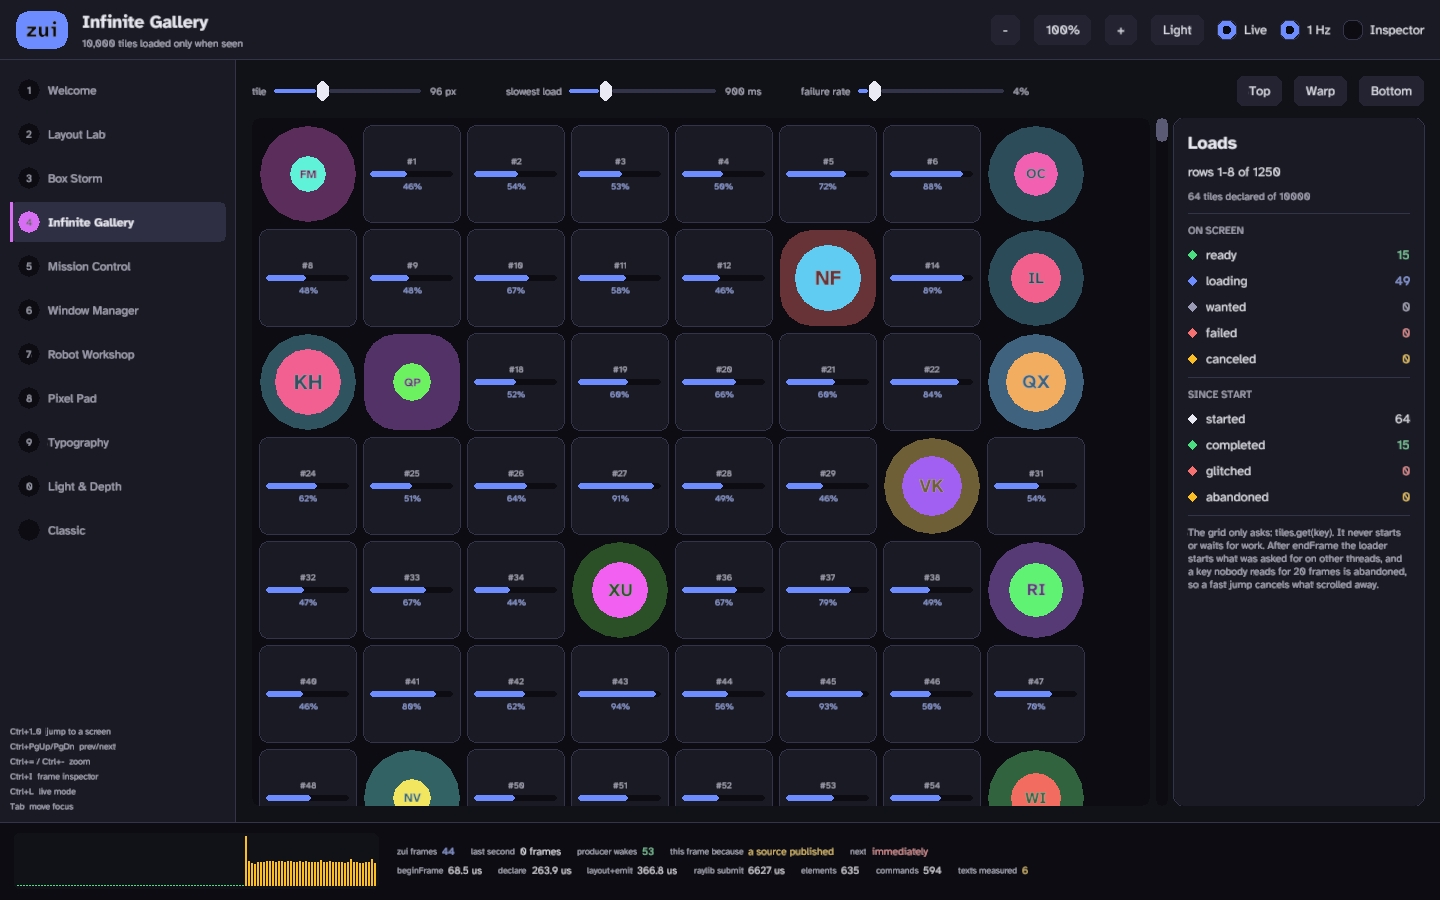 zui
Infinite Gallery
10,000 tiles loaded only when seen
- 100% + Light Live 1 Hz Inspector
1 Welcome
2 Layout Lab
3 Box Storm
4 Infinite Gallery
5 Mission Control
6 Window Manager
7 Robot Workshop
8 Pixel Pad
9 Typography
0 Light & Depth
Classic
Ctrl+1..0 jump to a screen
Ctrl+PgUp/PgDn prev/next
Ctrl+= / Ctrl+- zoom
Ctrl+I frame inspector
Ctrl+L live mode
Tab move focus
tile 96 px slowest load 900 ms failure rate 4% Top Warp Bottom
FM #1 #2 #3 #4 #5 #6 OC
46% 54% 53% 50% 72% 88%
#8 #9 #10 #11 #12 NF #14 IL
48% 48% 67% 58% 46% 89%
KH QP #18 #19 #20 #21 #22 QX
52% 60% 66% 60% 84%
#24 #25 #26 #27 #28 #29 VK #31
62% 51% 64% 91% 49% 46% 54%
#32 #33 #34 XU #36 #37 #38 RI
47% 67% 44% 67% 79% 49%
#40 #41 #42 #43 #44 #45 #46 #47
46% 80% 62% 94% 56% 93% 50% 70%
#48 NV #50 #51 #52 #53 #54 WI
Loads
rows 1-8 of 1250
64 tiles declared of 10000
ON SCREEN
ready 15
loading 49
wanted 0
failed 0
canceled 0
SINCE START
started 64
completed 15
glitched 0
abandoned 0
The grid only asks: tiles.get(key). It never starts
or waits for work. After endFrame the loader
starts what was asked for on other threads, and
a key nobody reads for 20 frames is abandoned,
so a fast jump cancels what scrolled away.
zui frames 44 last second 0 frames producer wakes 53 this frame because a source published next immediately
beginFrame 68.5 us declare 263.9 us layout+emit 366.8 us raylib submit 6627 us elements 635 commands 594 texts measured 6